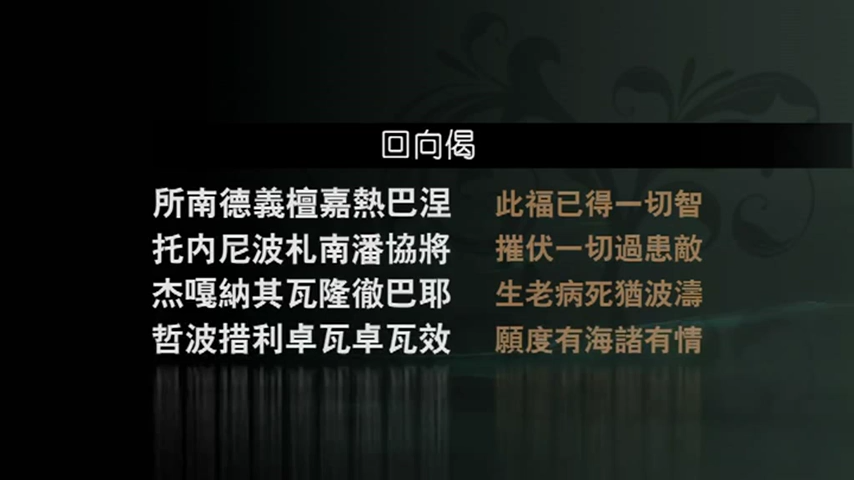 回向偈
所南德義檀嘉熱巴涅 此福已得一切智
托内尼波札南潘協將 摧伏一切過患敵
杰嘎納其瓦隆徹巴耶 生老病死猶波濤
哲波措利卓瓦卓瓦效 願度有海諸有情